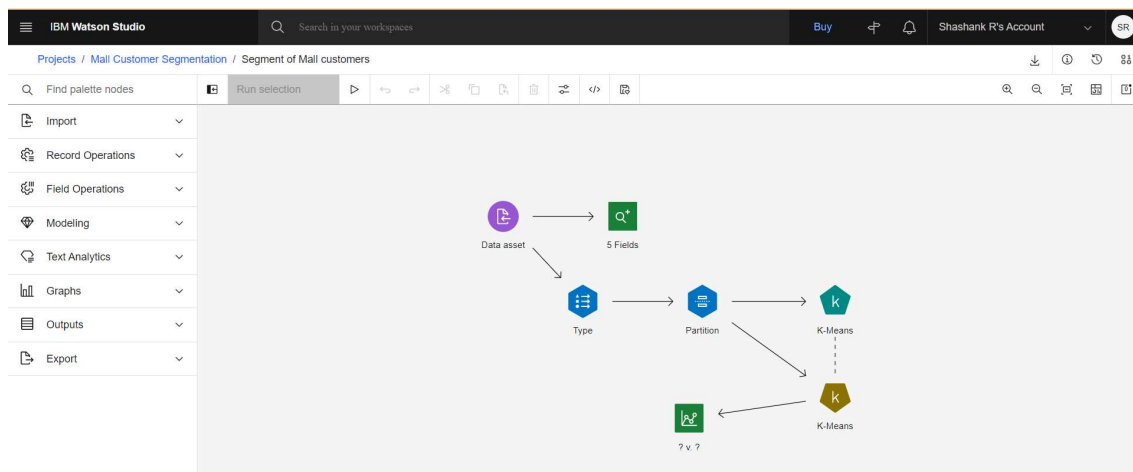 IBM Watson Studio
Search in your workspaces
Buy
Shashank R's Account
SR
Projects / Mall Customer Segmentation / Segment of Mall customers
Find palette nodes
Run selection
Import
Record Operations
Field Operations
Modeling
Text Analytics
Graphs
Outputs
Export
Data asset
5 Fields
Type
Partition
k
K-Means
k
K-Means
? v. ?